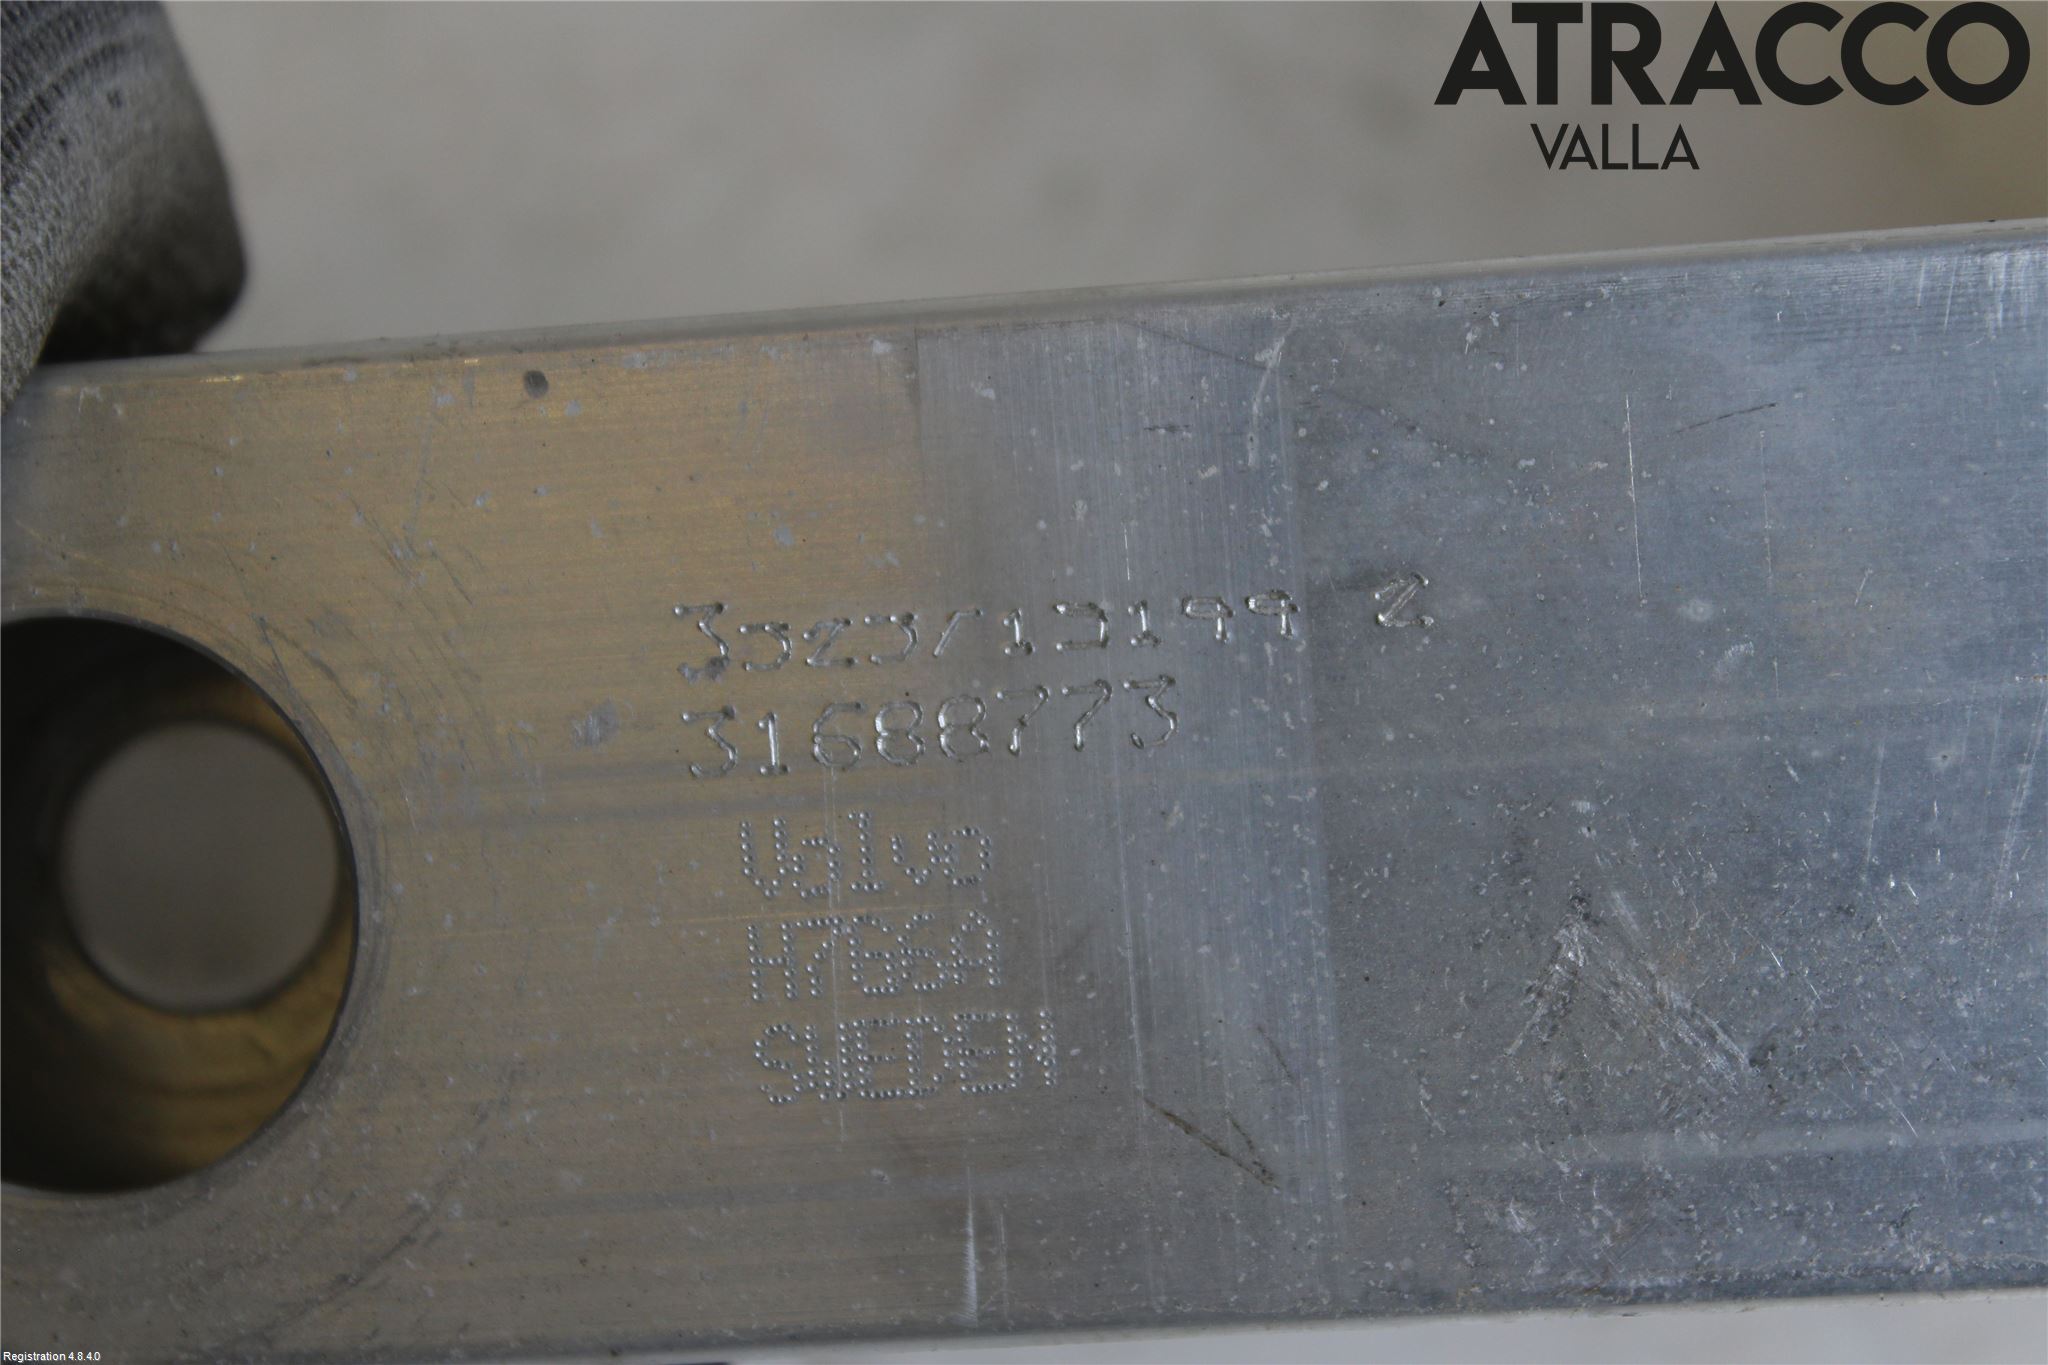 ATRACCO
VALLA
31688773
Volvo
H766A
SWEDEN
Registration 4.8.4.0